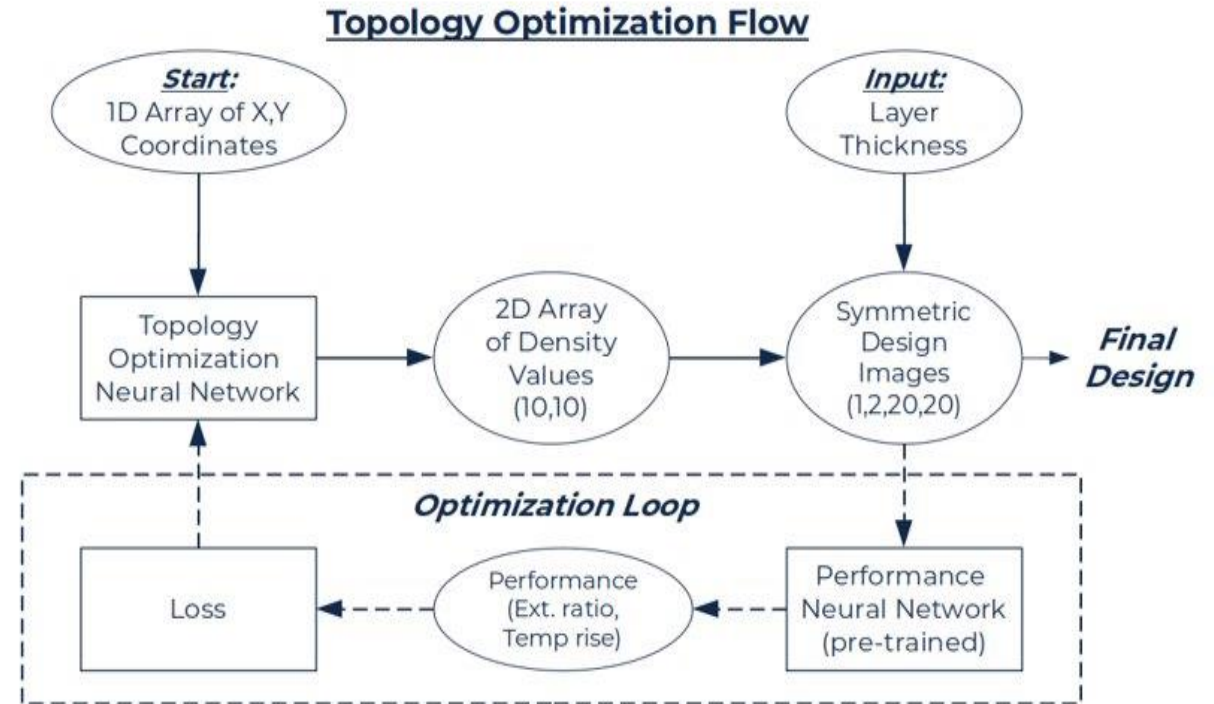 Topology Optimization Flow
Start:
1D Array of X,Y
Coordinates
Input:
Layer
Thickness
Topology
Optimization
Neural Network
2D Array
of Density
Values
(10,10)
Symmetric
Design
Images
(1,2,20,20)
Final
Design
Optimization Loop
Loss
Performance
(Ext. ratio,
Temp rise)
Performance
Neural Network
(pre-trained)